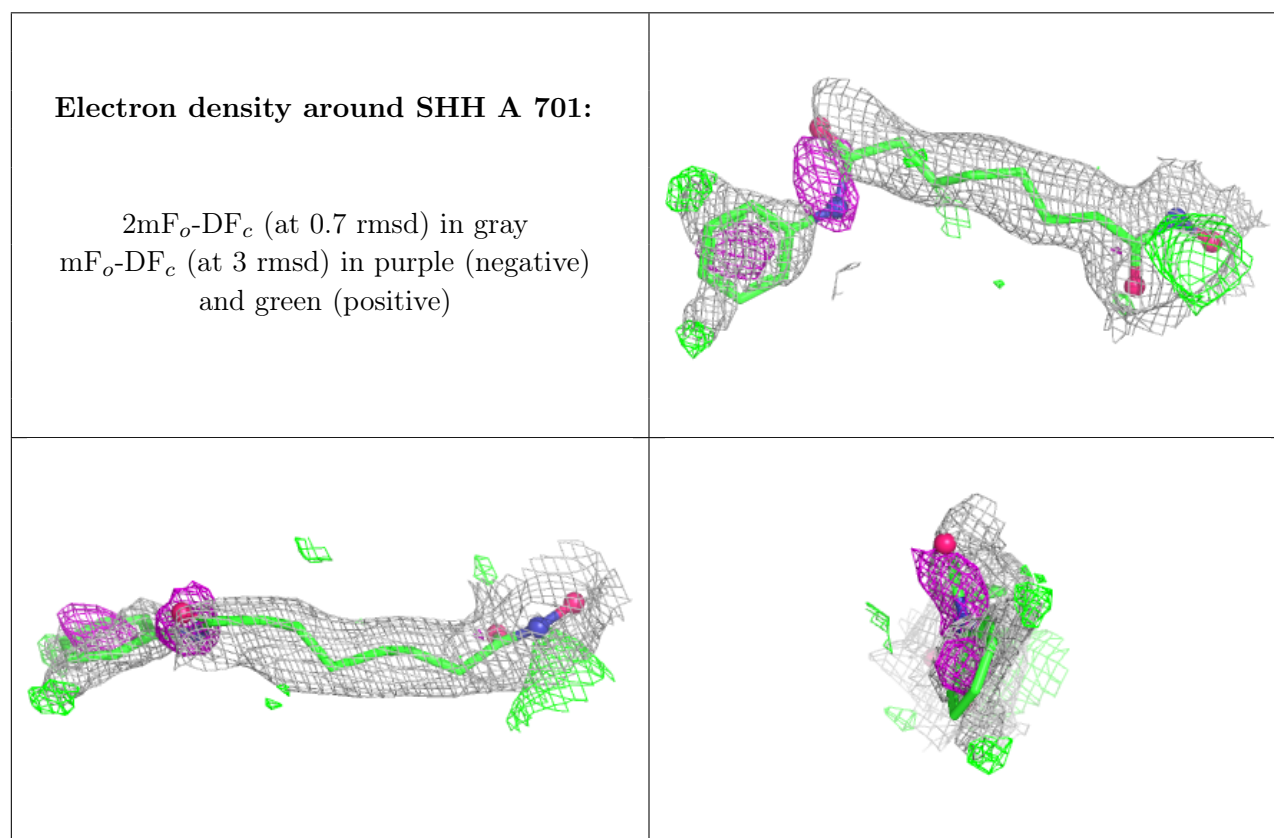 Electron density around SHH A 701:
2mFₒ-DF𝒸 (at 0.7 rmsd) in gray
mFₒ-DF𝒸 (at 3 rmsd) in purple (negative)
and green (positive)